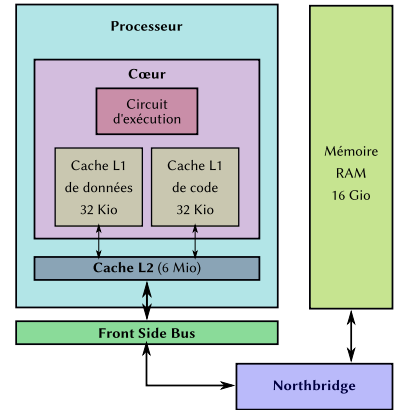 Processeur
Cœur
Circuit
d'exécution
Cache L1
de données
32 Kio
Cache L1
de code
32 Kio
Cache L2 (6 Mio)
Front Side Bus
Mémoire
RAM
16 Gio
Northbridge